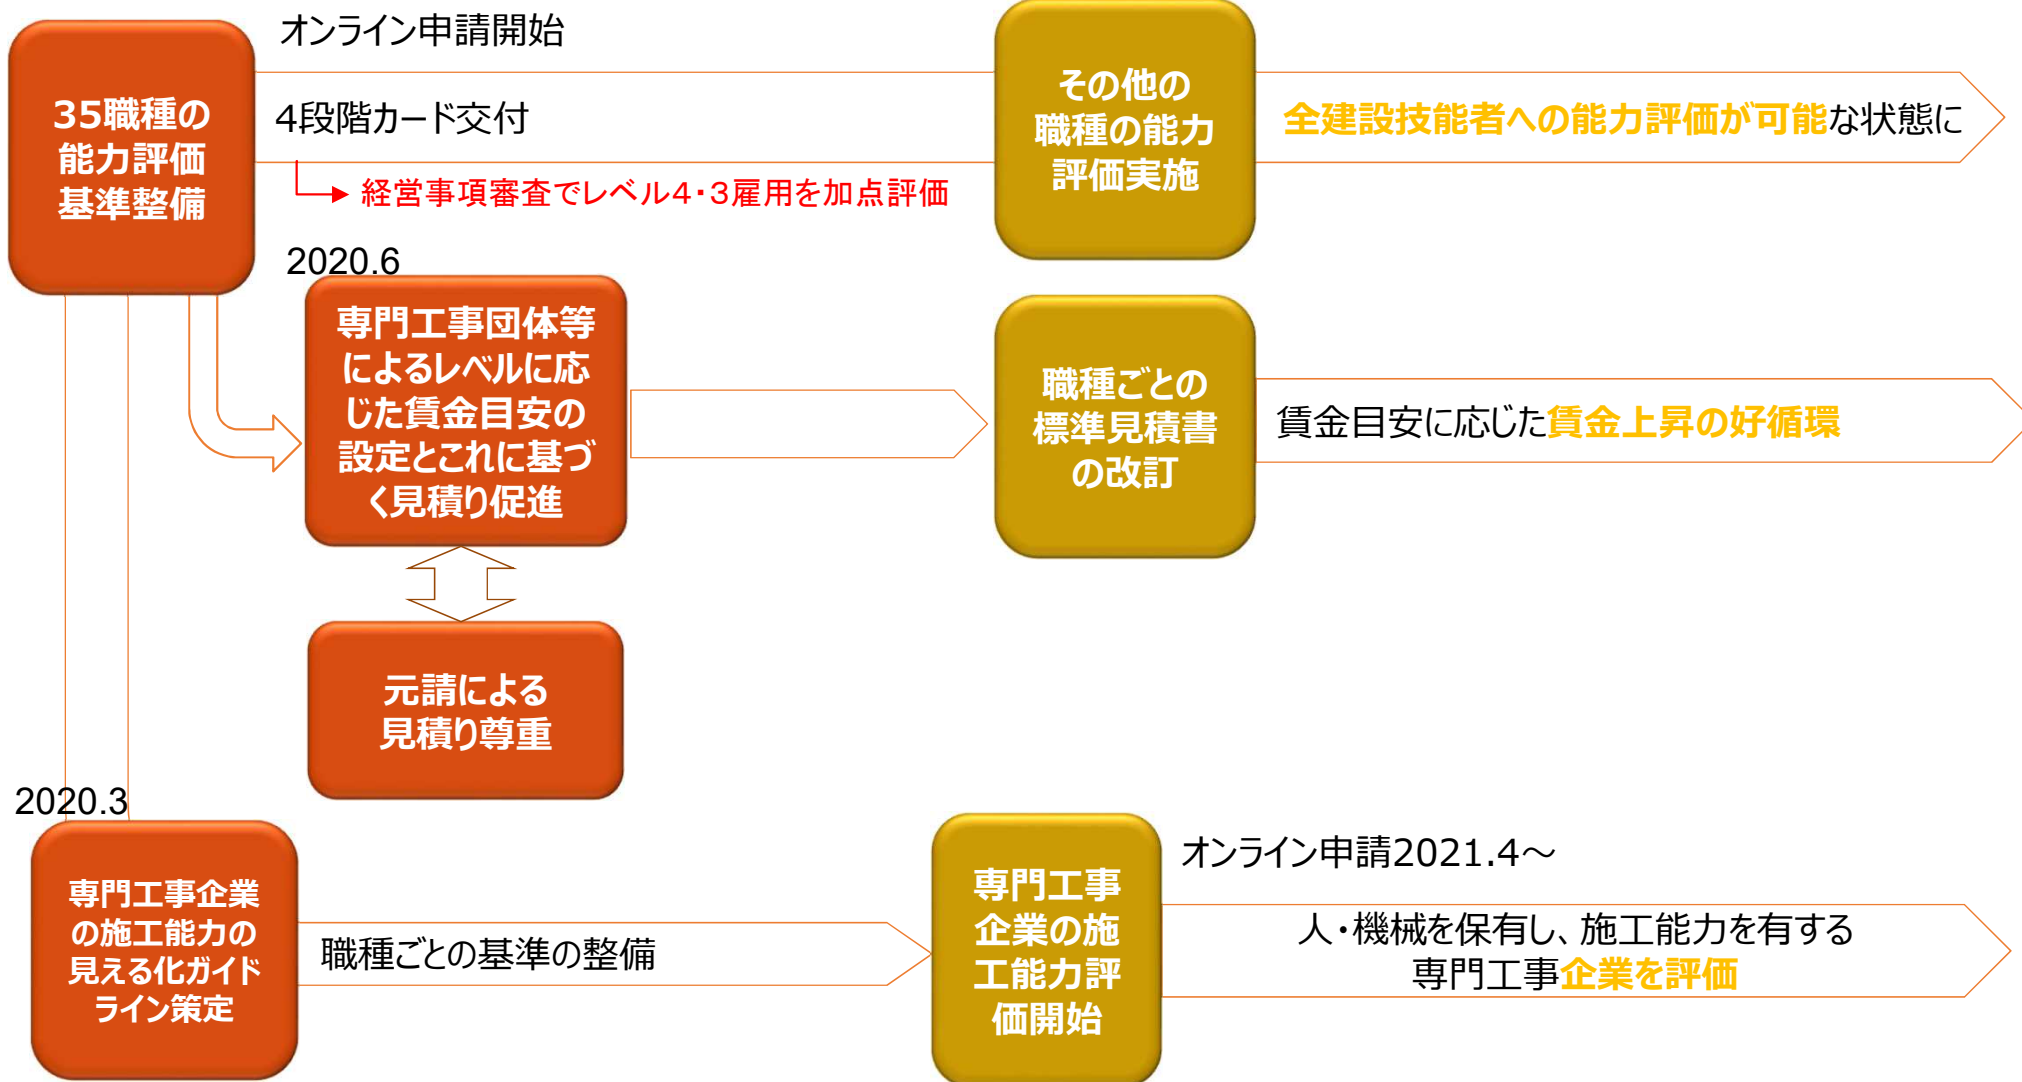 オンライン申請開始
35職種の
能力評価
基準整備
4段階カード交付
経営事項審査でレベル4・3雇用を加点評価
その他の
職種の能力
評価実施
全建設技能者への能力評価が可能な状態に
2020.6
専門工事団体等
によるレベルに応
じた賃金目安の
設定とこれに基づ
く見積り促進
職種ごとの
標準見積書
の改訂
賃金目安に応じた賃金上昇の好循環
元請による
見積り尊重
2020.3
専門工事企業
の施工能力の
見える化ガイド
ライン策定
職種ごとの基準の整備
専門工事
企業の施
工能力評
価開始
オンライン申請2021.4～
人・機械を保有し、施工能力を有する
専門工事企業を評価